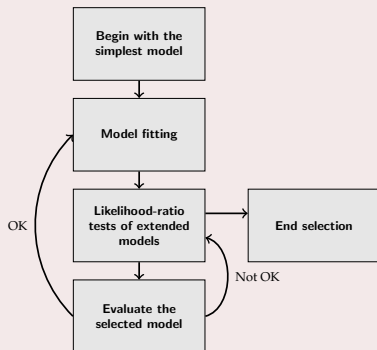 Begin with the
simplest model
Model fitting
Likelihood-ratio
tests of extended
models
End selection
OK
Not OK
Evaluate the
selected model